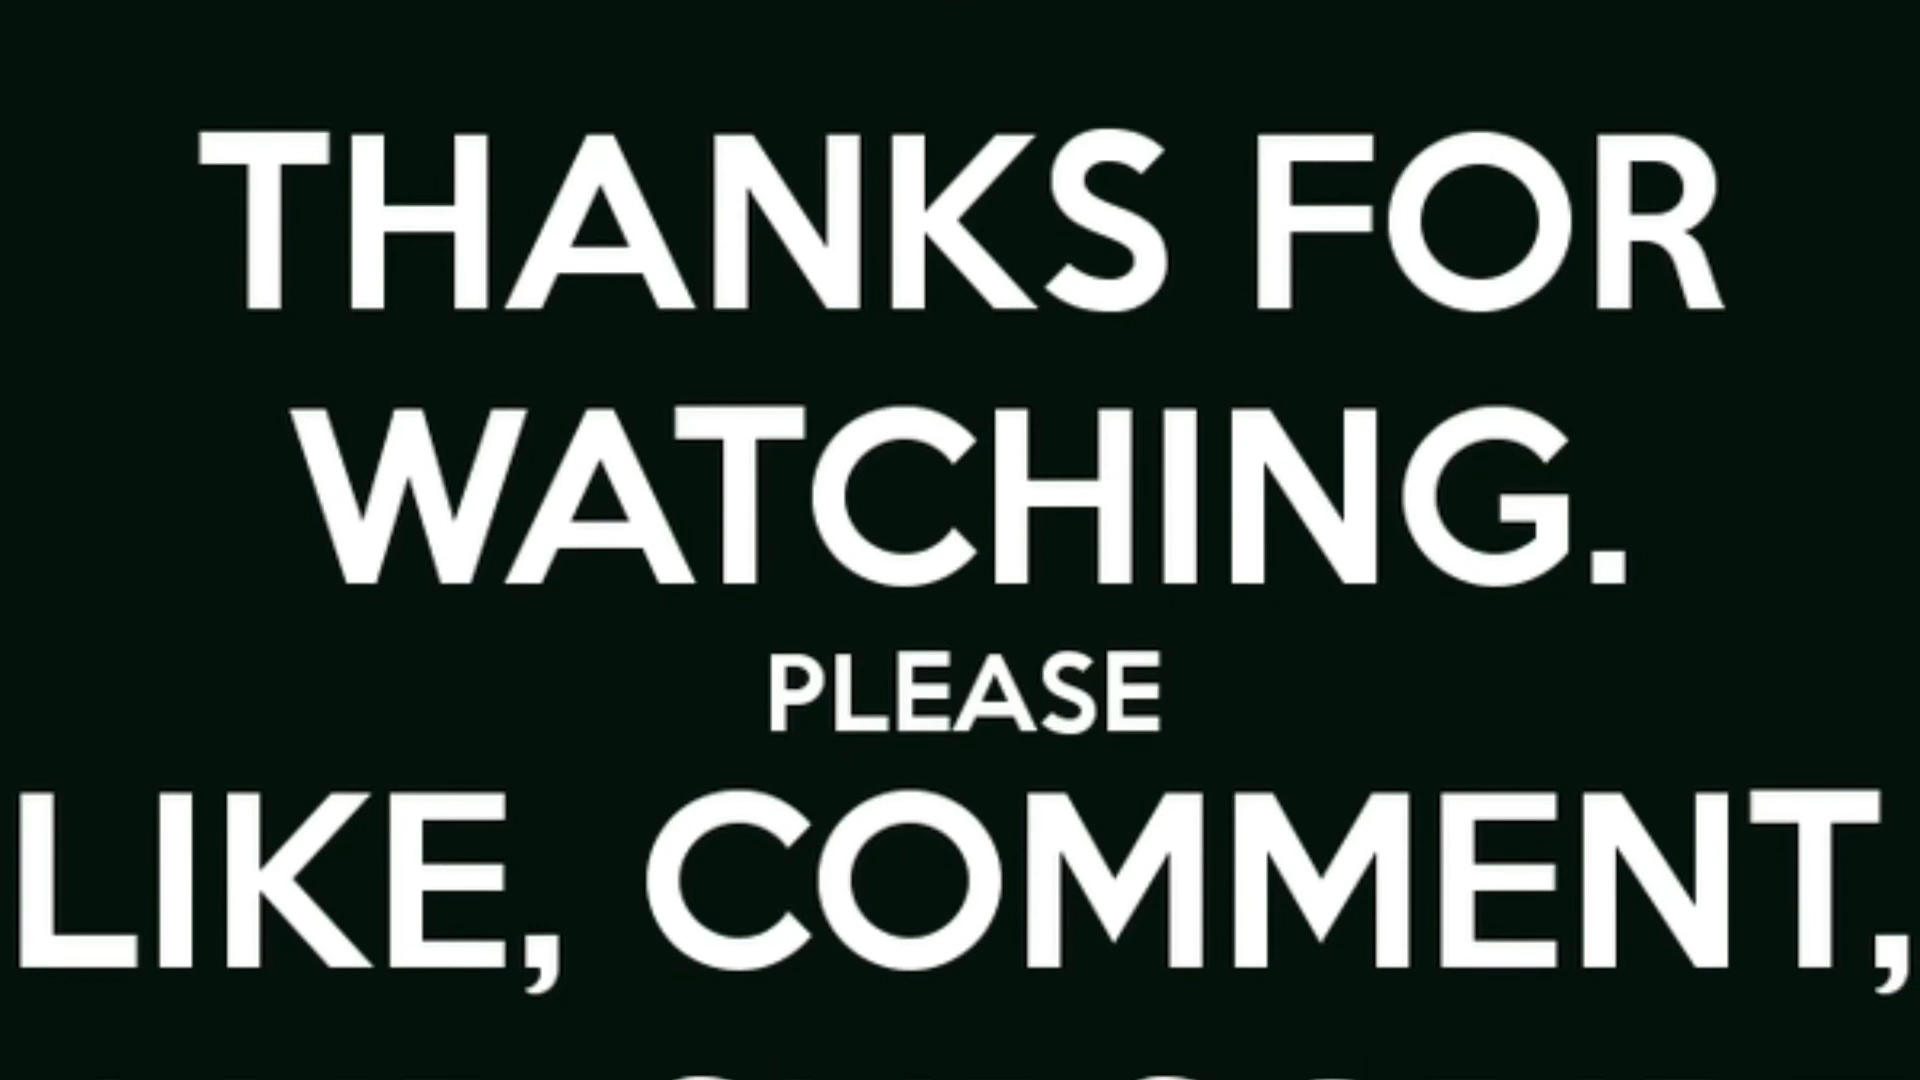 THANKS FOR
WATCHING.
PLEASE
LIKE, COMMENT,